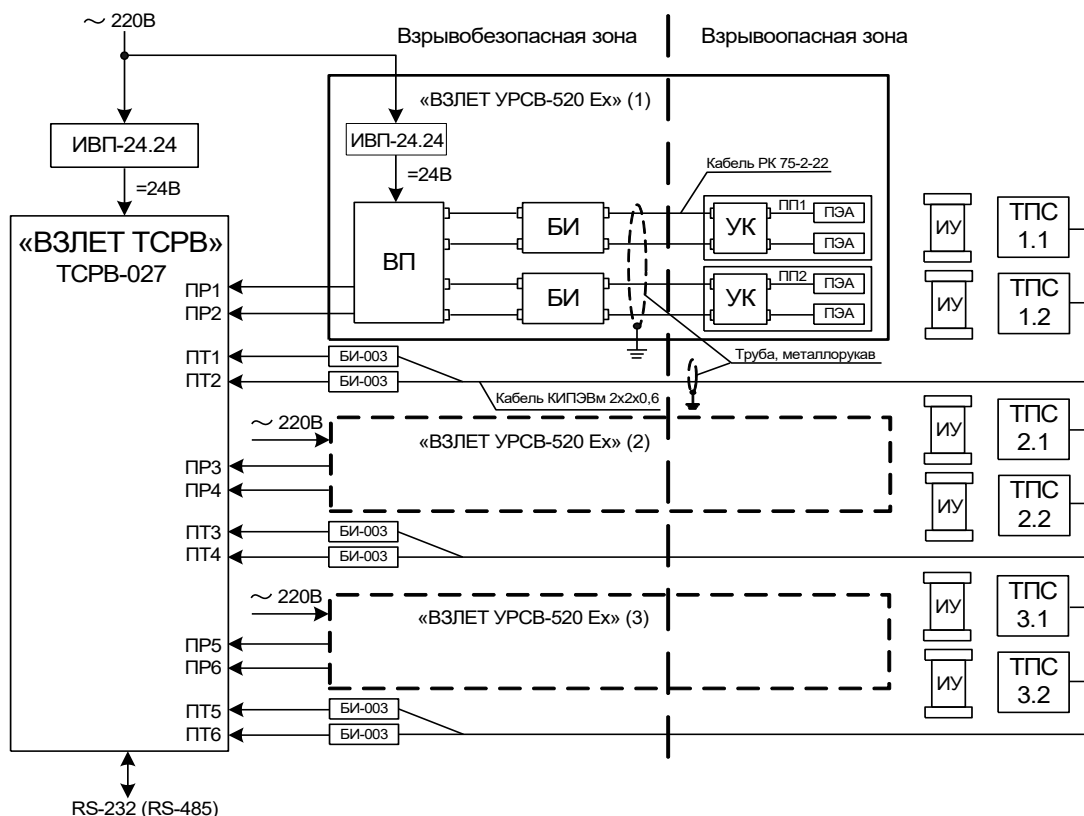 ~ 220В
Взрывобезопасная зона
Взрывоопасная зона
«ВЗЛЕТ УРСВ-520 Ех» (1)
ИВП-24.24
ИВП-24.24
=24В
=24В
Кабель РК 75-2-22
«ВЗЛЕТ ТСРВ»
ТСРВ-027
ВП
БИ
БИ
УК
ПП1
ПЭА
ПЭА
УК
ПП2
ПЭА
ПЭА
ИУ
ТПС
1.1
ИУ
ТПС
1.2
ПР1
ПР2
ПТ1
БИ-003
ПТ2
БИ-003
Труба, металлорукав
Кабель КИПЭВм 2х2х0,6
~ 220В
«ВЗЛЕТ УРСВ-520 Ех» (2)
ИУ
ТПС
2.1
ПР3
ПР4
ИУ
ТПС
2.2
ПТ3
БИ-003
ПТ4
БИ-003
~ 220В
«ВЗЛЕТ УРСВ-520 Ех» (3)
ИУ
ТПС
3.1
ПР5
ПР6
ИУ
ТПС
3.2
ПТ5
БИ-003
ПТ6
БИ-003
RS-232 (RS-485)